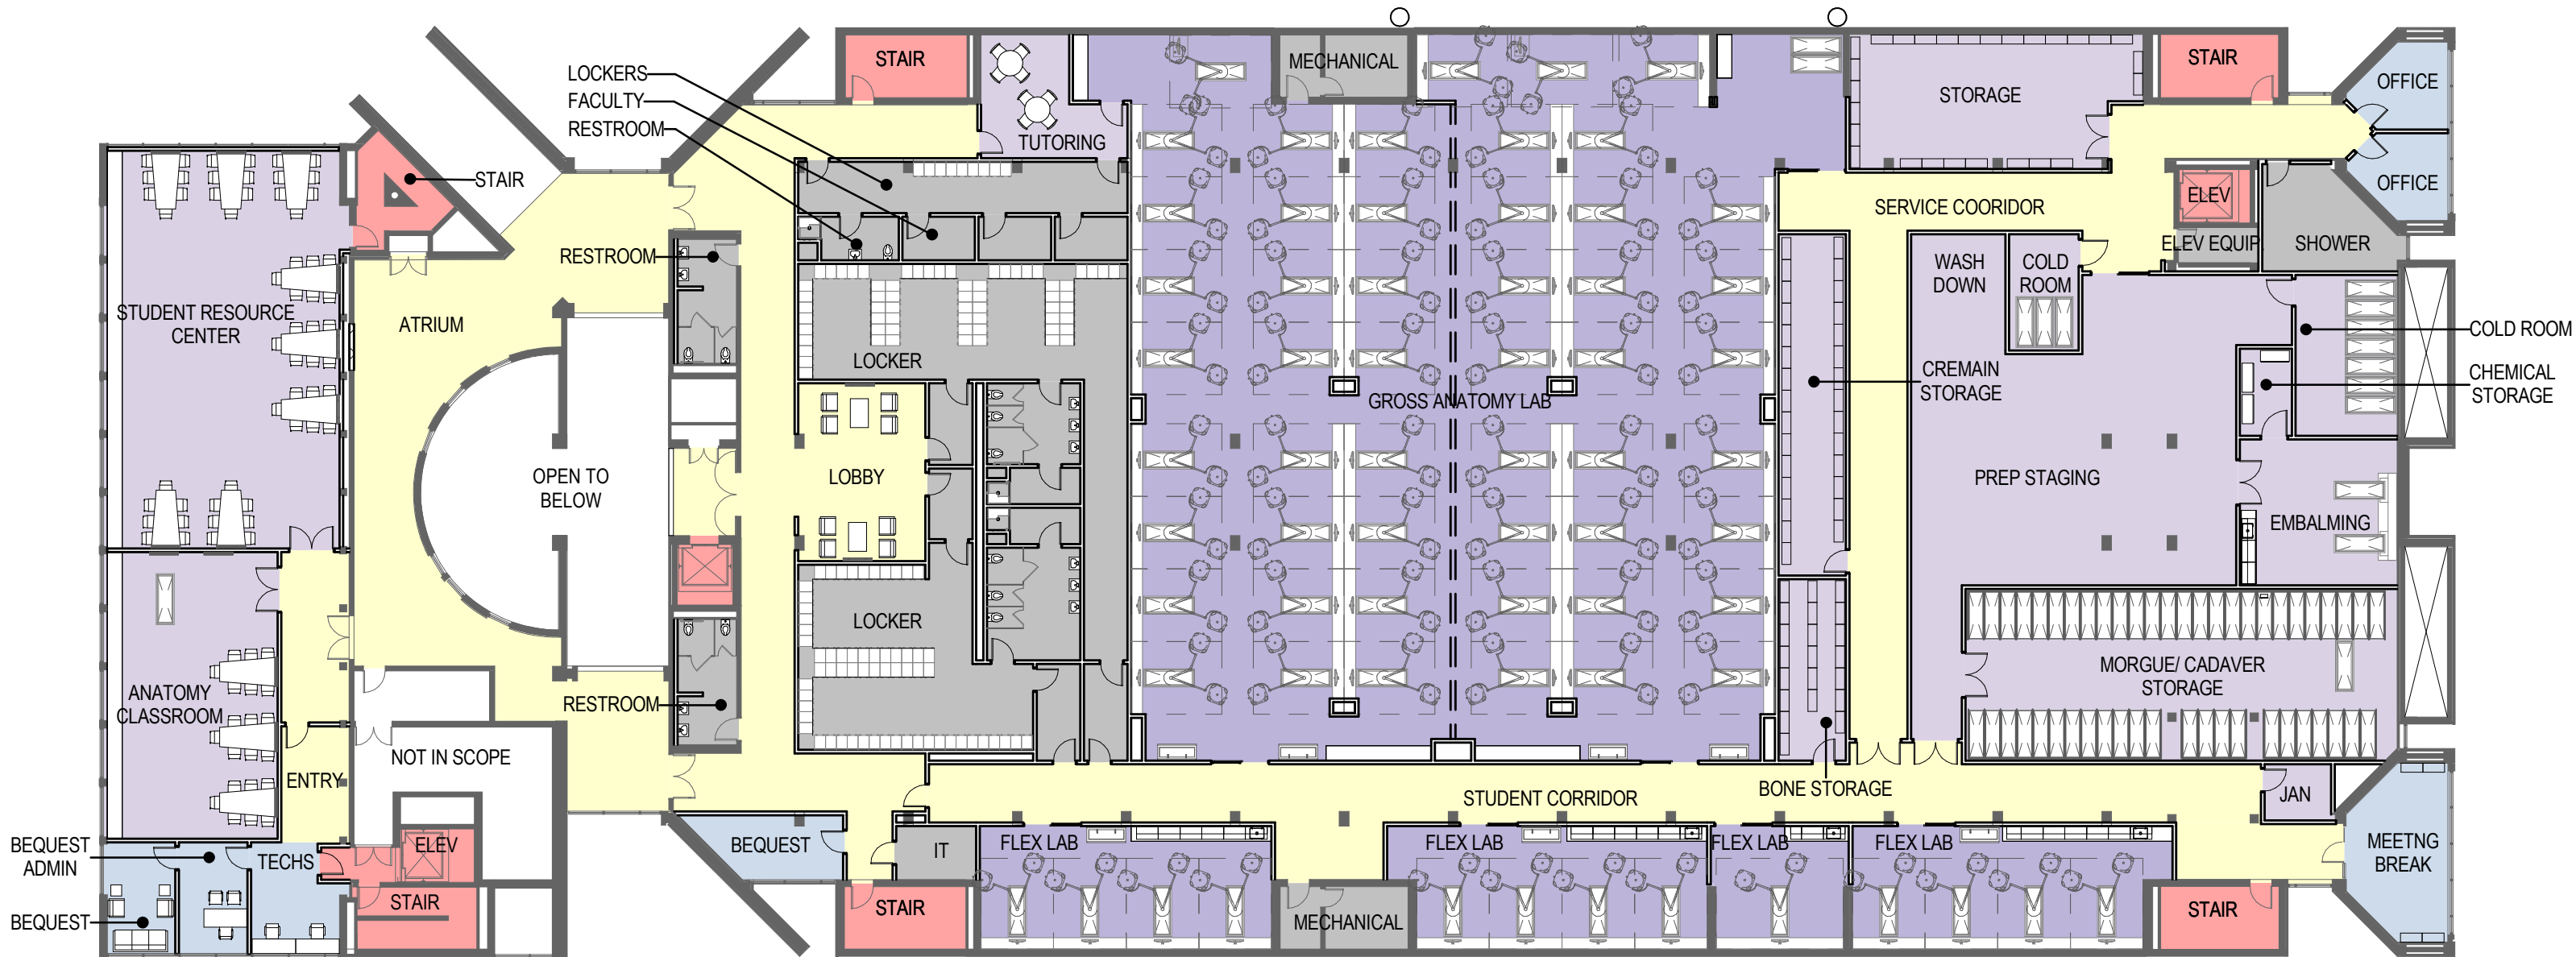 STAIR
MECHANICAL
STAIR
OFFICE
LOCKERS
FACULTY
RESTROOM
TUTORING
STORAGE
STAIR
OFFICE
ELEV
SERVICE COORIDOR
ELEV EQUIP
SHOWER
RESTROOM
WASH
DOWN
COLD
ROOM
STUDENT RESOURCE
CENTER
ATRIUM
LOCKER
COLD ROOM
CREMAIN
STORAGE
CHEMICAL
STORAGE
GROSS ANATOMY LAB
OPEN TO
BELOW
LOBBY
PREP STAGING
EMBALMING
LOCKER
MORGUE/ CADAVER
STORAGE
ANATOMY
CLASSROOM
RESTROOM
NOT IN SCOPE
ENTRY
BONE STORAGE
STUDENT CORRIDOR
JAN
BEQUEST
ADMIN
TECHS
ELEV
BEQUEST
IT
FLEX LAB
FLEX LAB
FLEX LAB
FLEX LAB
MEETNG
BREAK
BEQUEST
STAIR
STAIR
MECHANICAL
STAIR